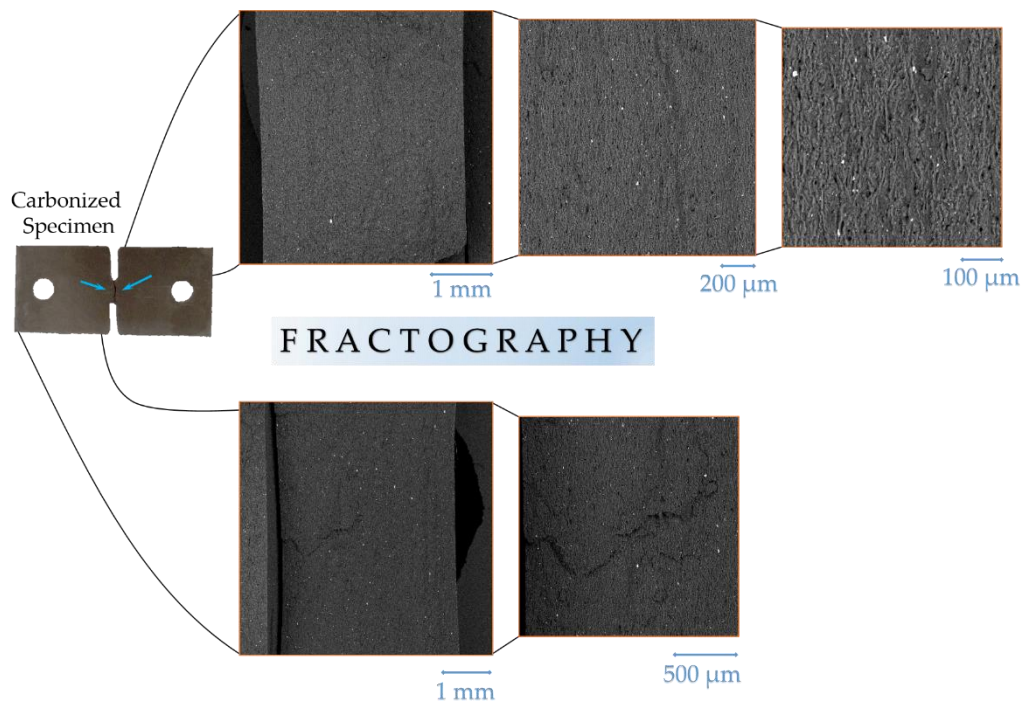 Carbonized
Specimen
1 mm
200 μm
100 μm
FRACTOGRAPHY
1 mm
500 μm